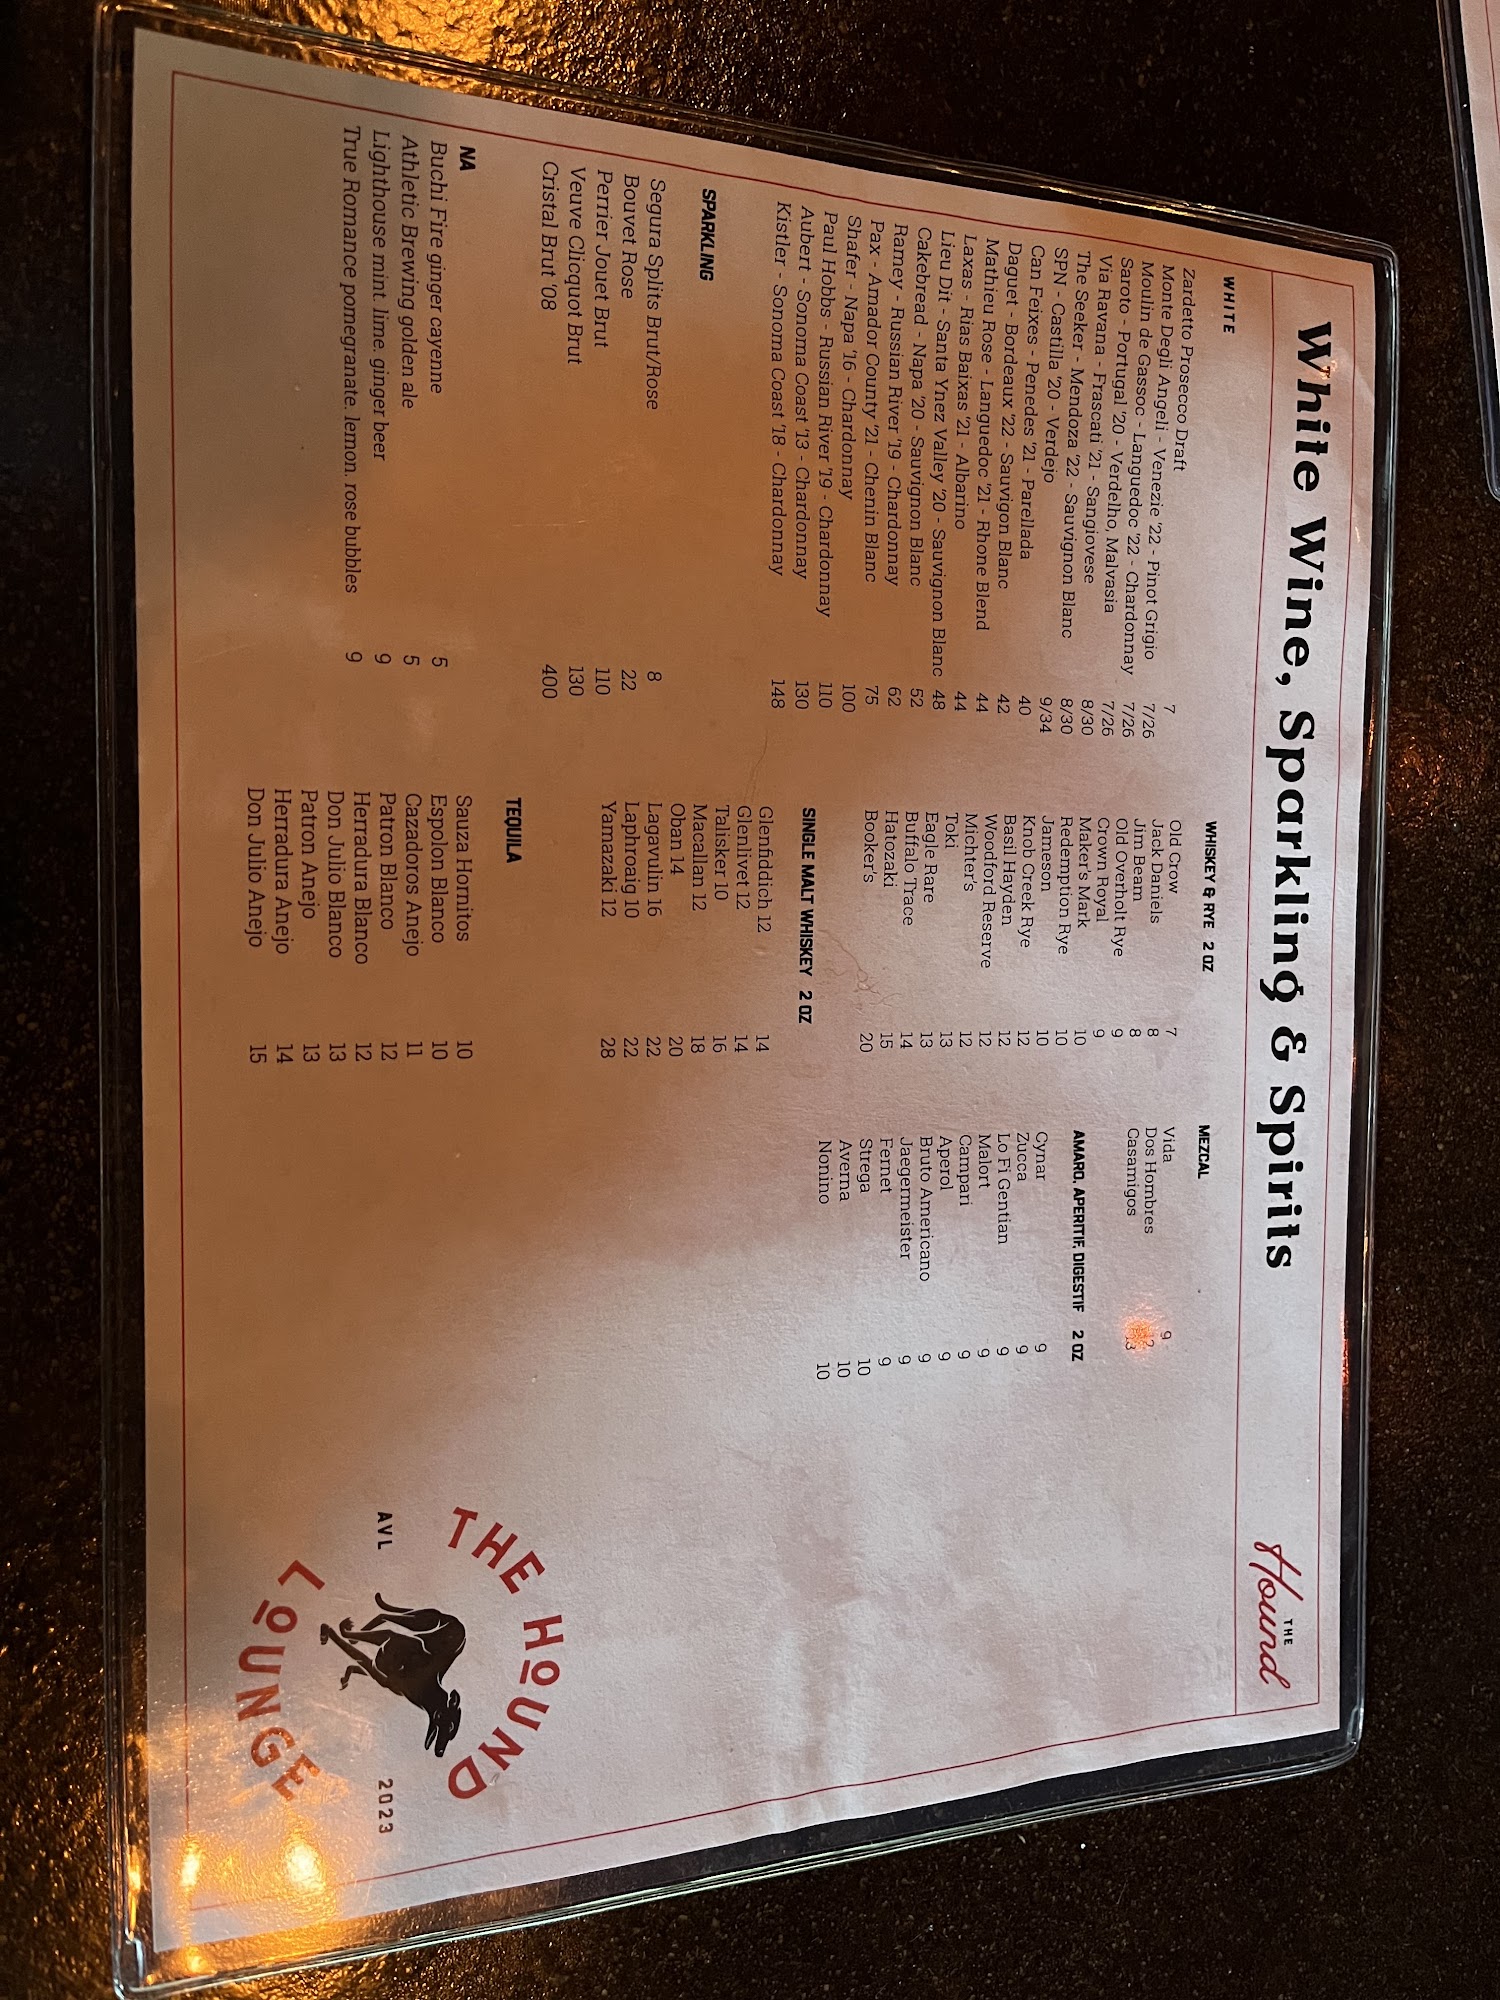 White Wine, Sparkling & Spirits
THE
Hound
WHITE
Zardetto Prosecco Draft 7
Monte Degli Angeli - Venezie '22 - Pinot Grigio 7/26
Moulin de Gassoc - Languedoc '22 - Chardonnay 7/26
Saroto - Portugal '20 - Verdelho, Malvasia 7/26
Via Ravana - Frascati '21 - Sangiovese 8/30
The Seeker - Mendoza '22 - Sauvignon Blanc 8/30
SPN - Castilla '20 - Verdejo 9/34
Can Feixes - Penedes '21 - Parellada 40
Daguet - Bordeaux '22 - Sauvigon Blanc 42
Mathieu Rose - Languedoc '21 - Rhone Blend 44
Laxas - Rias Baixas '21 - Albarino 44
Lieu Dit - Santa Ynez Valley '20 - Sauvignon Blanc 48
Cakebread - Napa '20 - Sauvignon Blanc 52
Ramey - Russian River '19 - Chardonnay 62
Pax - Amador County '21 - Chenin Blanc 75
Shafer - Napa '16 - Chardonnay 100
Paul Hobbs - Russian River '19 - Chardonnay 110
Aubert - Sonoma Coast '13 - Chardonnay 130
Kistler - Sonoma Coast '18 - Chardonnay 148
SPARKLING
Segura Splits Brut/Rose 8
Bouvet Rose 22
Perrier Jouet Brut 110
Veuve Clicquot Brut 130
Cristal Brut '08 400
NA
Buchi Fire ginger cayenne 5
Athletic Brewing golden ale 5
Lighthouse mint. lime. ginger beer 9
True Romance pomegranate. lemon. rose bubbles 9
WHISKEY & RYE 2 OZ
Old Crow 7
Jack Daniels 8
Jim Beam 8
Old Overholt Rye 9
Crown Royal 9
Maker's Mark 10
Redemption Rye 10
Jameson 10
Knob Creek Rye 12
Basil Hayden 12
Woodford Reserve 12
Michter's 12
Toki 13
Eagle Rare 13
Buffalo Trace 14
Hatozaki 15
Booker's 20
SINGLE MALT WHISKEY 2 OZ
Glenfiddich 12 14
Glenlivet 12 14
Talisker 10 16
Macallan 12 18
Oban 14 20
Lagavulin 16 22
Laphroaig 10 22
Yamazaki 12 28
TEQUILA
Sauza Hornitos 10
Espolon Blanco 10
Cazadoros Anejo 11
Patron Blanco 12
Herradura Blanco 12
Don Julio Blanco 13
Patron Anejo 13
Herradura Anejo 14
Don Julio Anejo 15
MEZCAL
Vida 9
Dos Hombres
Casamigos
AMARO, APERITIF, DIGESTIF 2 OZ
Cynar 9
Zucca 9
Lo Fi Gentian 9
Malort 9
Campari 9
Aperol 9
Bruto Americano 9
Jaegermeister 9
Fernet 9
Strega 10
Averna 10
Nonino 10
THE HOUND
AVL 2023
LOUNGE